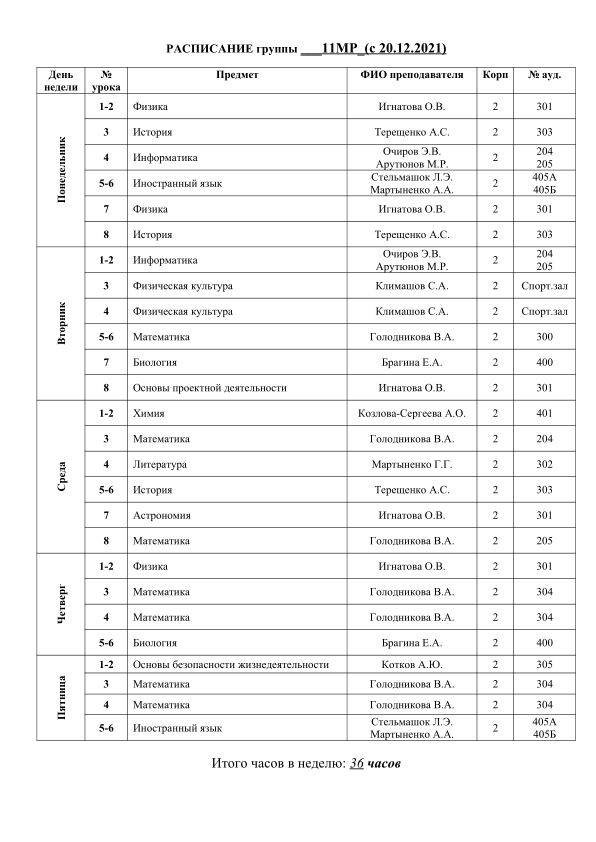 РАСПИСАНИЕ группы ___11МР_(с 20.12.2021)
День недели № урока Предмет ФИО преподавателя Корп № ауд.
Понедельник
1-2 Физика Игнатова О.В. 2 301
3 История Терещенко А.С. 2 303
4 Информатика Очиров Э.В. Арутюнов М.Р. 2 204 205
5-6 Иностранный язык Стельмашок Л.Э. Мартыненко А.А. 2 405А 405Б
7 Физика Игнатова О.В. 2 301
8 История Терещенко А.С. 2 303
Вторник
1-2 Информатика Очиров Э.В. Арутюнов М.Р. 2 204 205
3 Физическая культура Климашов С.А. 2 Спорт.зал
4 Физическая культура Климашов С.А. 2 Спорт.зал
5-6 Математика Голодникова В.А. 2 300
7 Биология Брагина Е.А. 2 400
8 Основы проектной деятельности Игнатова О.В. 2 301
Среда
1-2 Химия Козлова-Сергеева А.О. 2 401
3 Математика Голодникова В.А. 2 204
4 Литература Мартыненко Г.Г. 2 302
5-6 История Терещенко А.С. 2 303
7 Астрономия Игнатова О.В. 2 301
8 Математика Голодникова В.А. 2 205
Четверг
1-2 Физика Игнатова О.В. 2 301
3 Математика Голодникова В.А. 2 304
4 Математика Голодникова В.А. 2 304
5-6 Биология Брагина Е.А. 2 400
Пятница
1-2 Основы безопасности жизнедеятельности Котков А.Ю. 2 305
3 Математика Голодникова В.А. 2 304
4 Математика Голодникова В.А. 2 304
5-6 Иностранный язык Стельмашок Л.Э. Мартыненко А.А. 2 405А 405Б
Итого часов в неделю: 36 часов